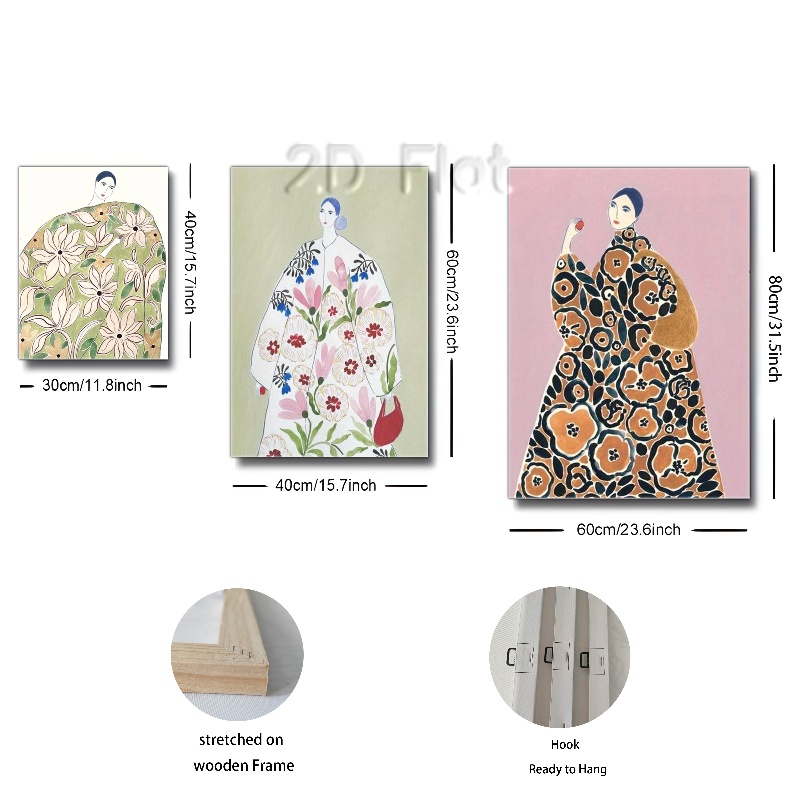 2D Flat
40cm/15.7inch
30cm/11.8inch
60cm/23.6inch
40cm/15.7inch
80cm/31.5inch
60cm/23.6inch
stretched on
wooden Frame
Hook
Ready to Hang